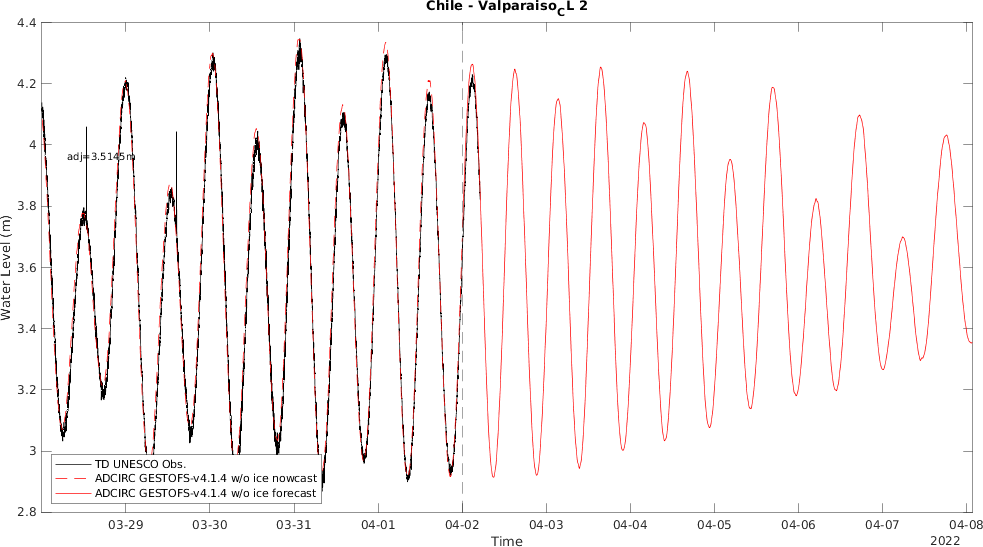 Chile - Valparaiso_CL 2
Water Level (m)
4.4
4.2
4
3.8
3.6
3.4
3.2
3
2.8
adj=3.5145m
TD UNESCO Obs.
ADCIRC GESTOFS-v4.1.4 w/o ice nowcast
ADCIRC GESTOFS-v4.1.4 w/o ice forecast
03-29 03-30 03-31 04-01 04-02 04-03 04-04 04-05 04-06 04-07 04-08
Time
2022